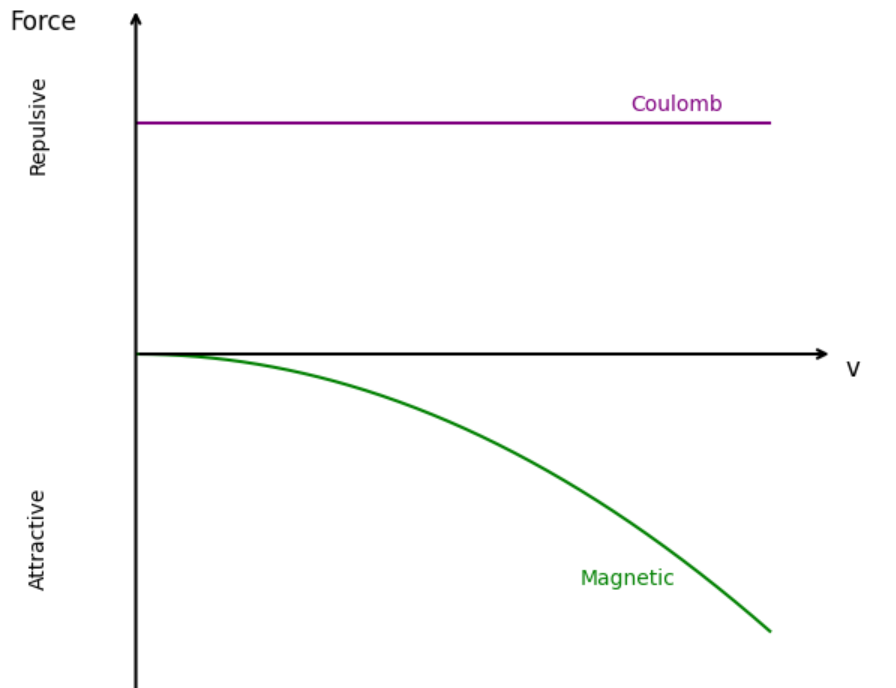 Force
Repulsive
Coulomb
v
Attractive
Magnetic